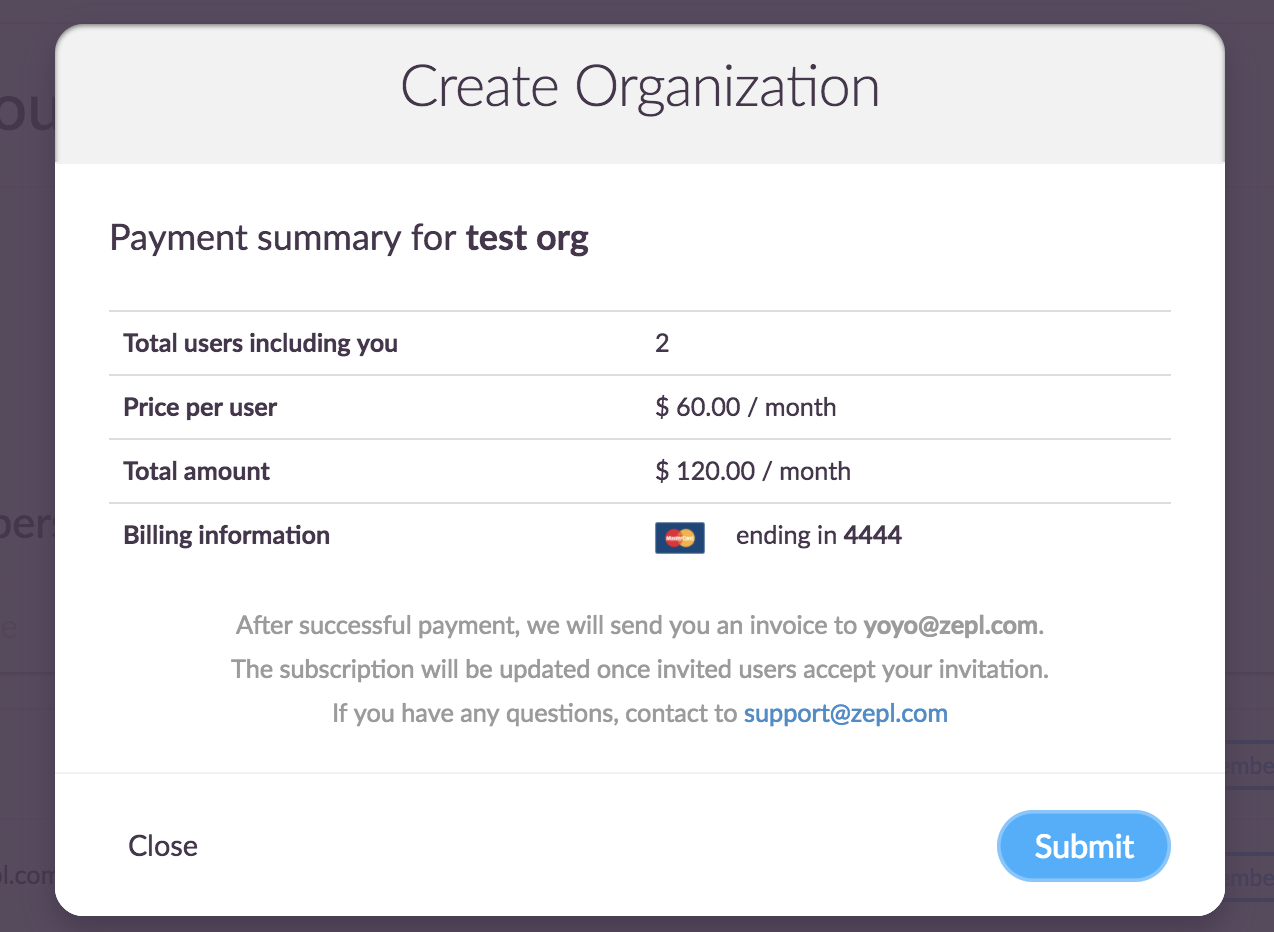 Create Organization
Payment summary for test org
Total users including you 2
Price per user $ 60.00 / month
Total amount $ 120.00 / month
Billing information MasterCard ending in 4444
After successful payment, we will send you an invoice to yoyo@zepl.com.
The subscription will be updated once invited users accept your invitation.
If you have any questions, contact to support@zepl.com
Close Submit